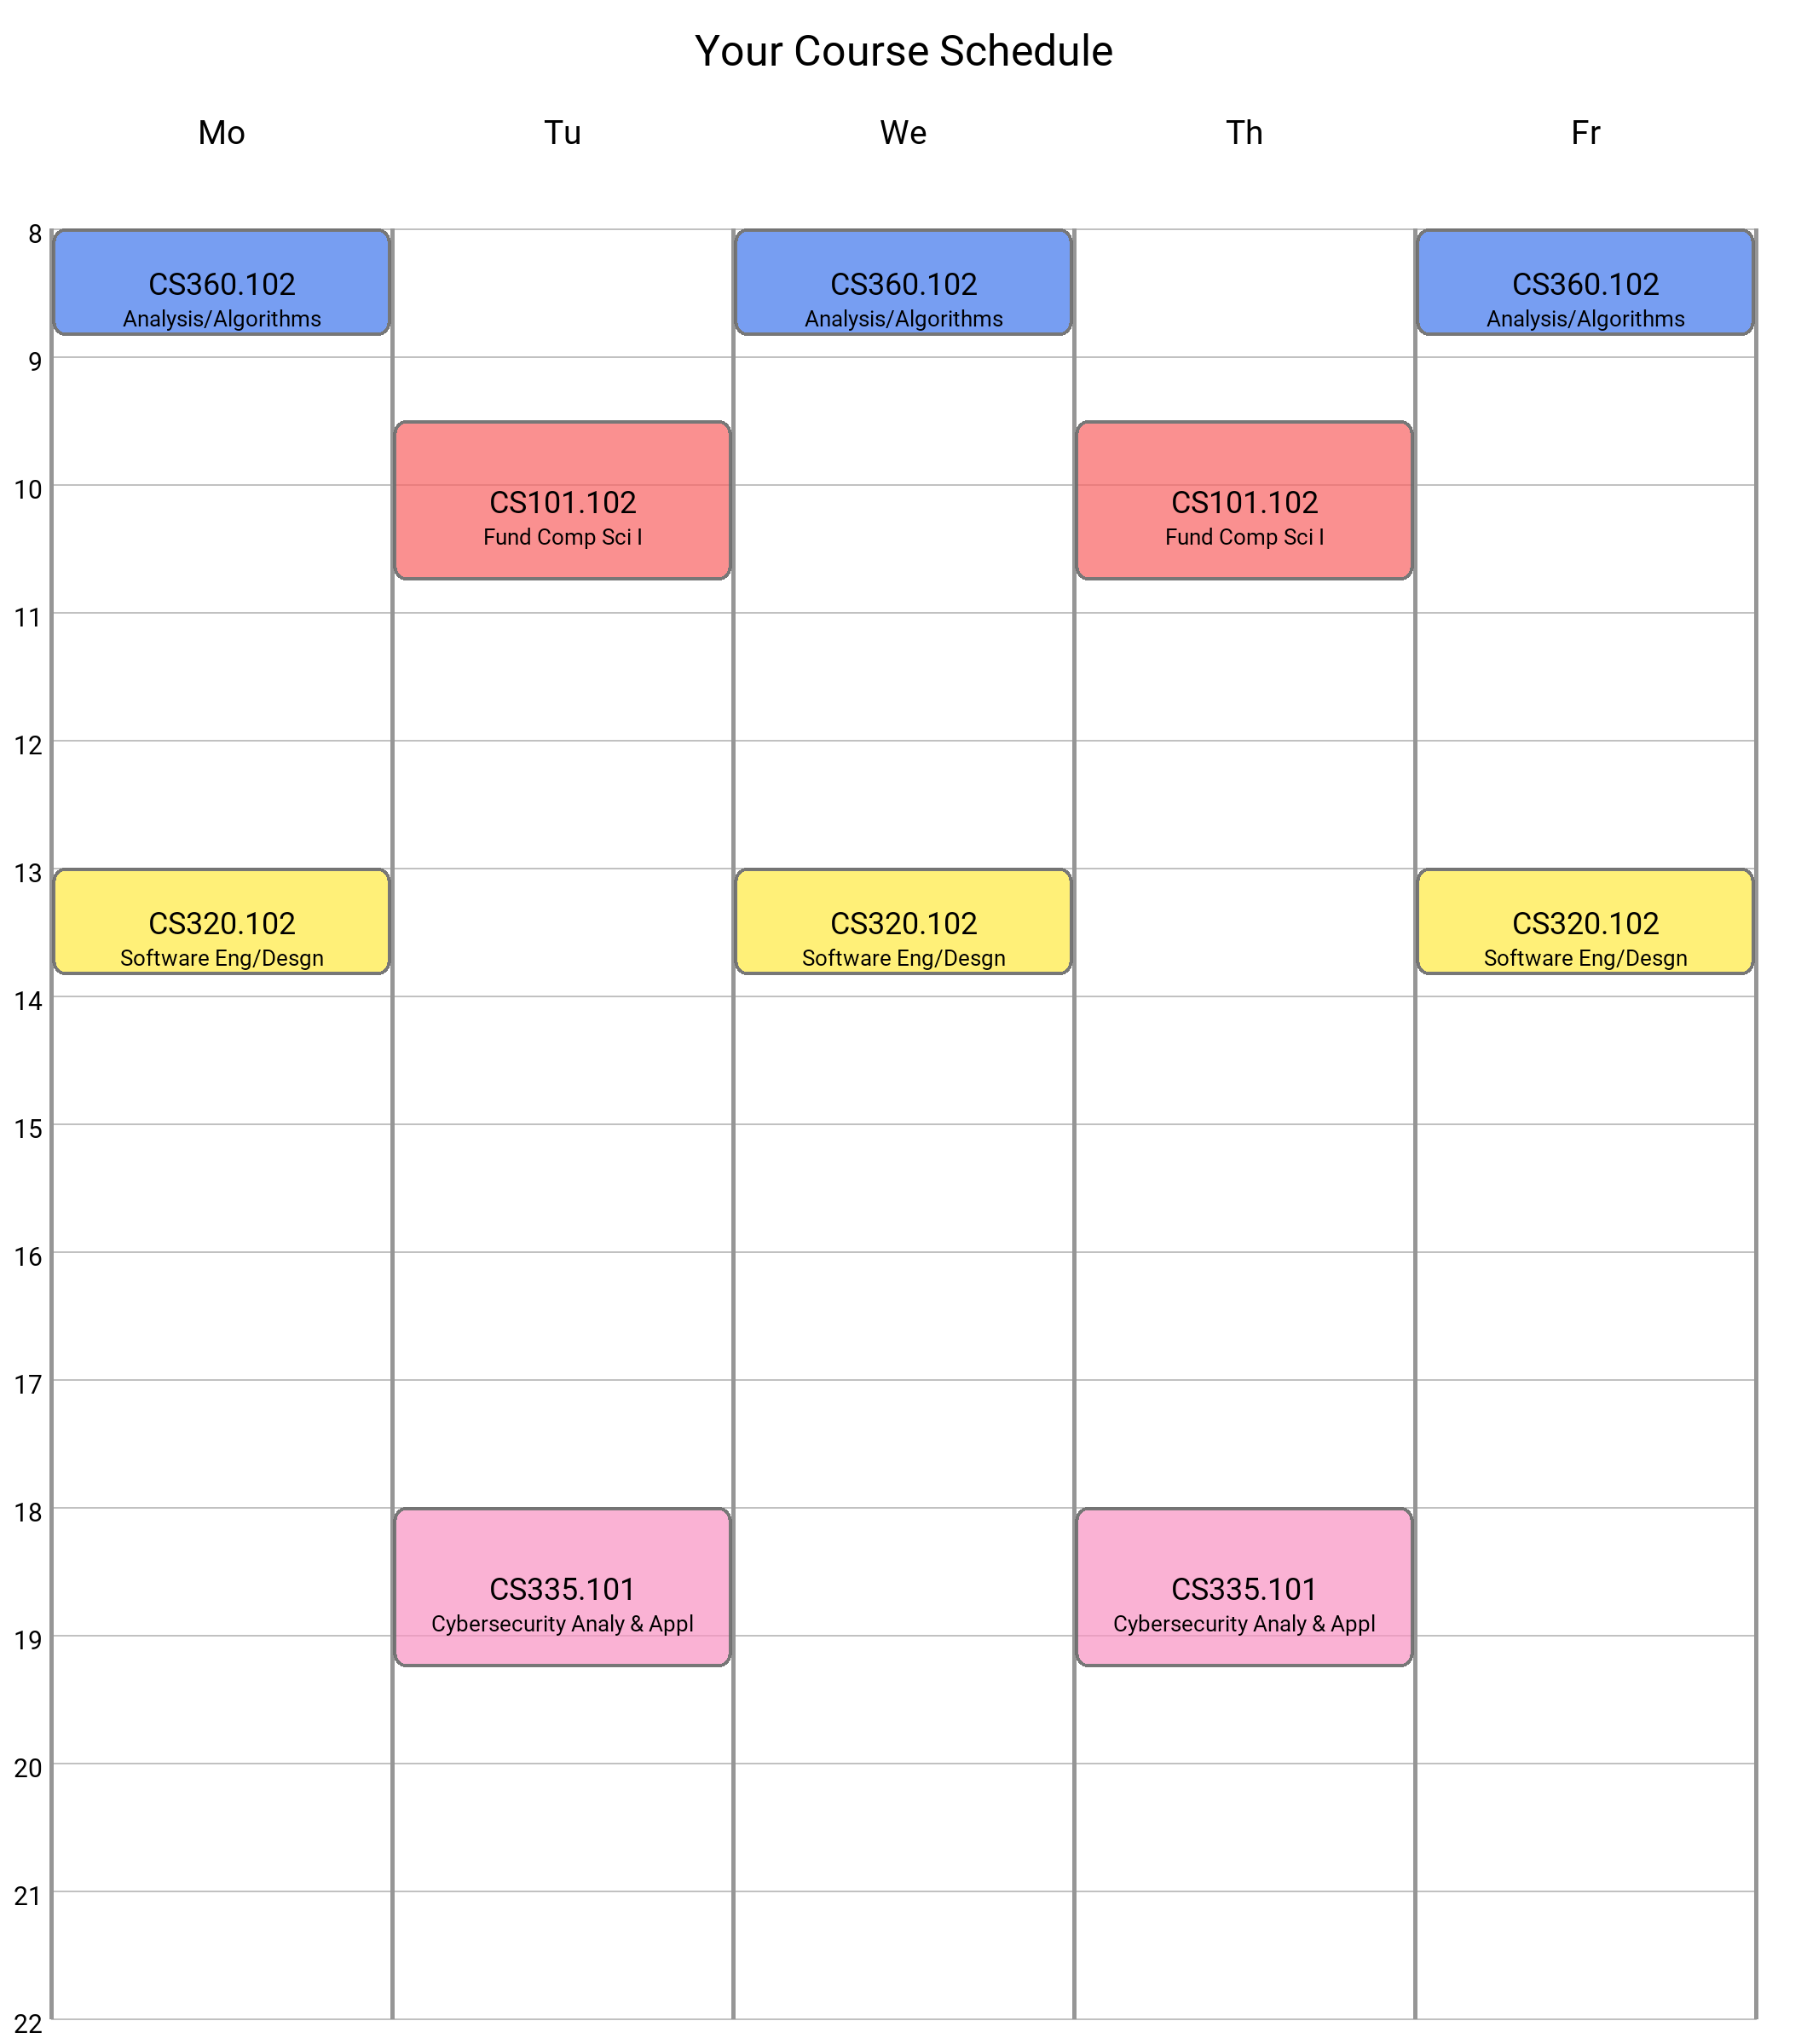 Your Course Schedule
Mo Tu We Th Fr
8
CS360.102 CS360.102 CS360.102
Analysis/Algorithms Analysis/Algorithms Analysis/Algorithms
9
10
CS101.102 CS101.102
Fund Comp Sci I Fund Comp Sci I
11
12
13
CS320.102 CS320.102 CS320.102
Software Eng/Desgn Software Eng/Desgn Software Eng/Desgn
14
15
16
17
18
CS335.101 CS335.101
Cybersecurity Analy & Appl Cybersecurity Analy & Appl
19
20
21
22